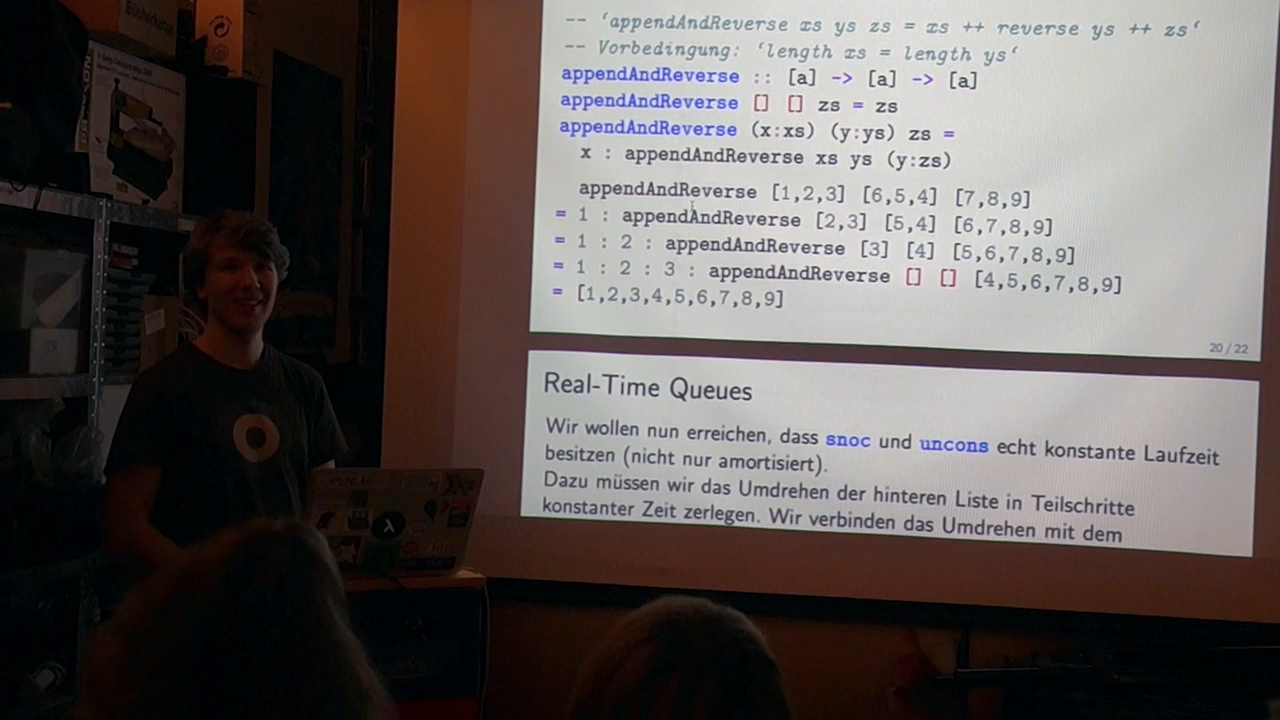 -- ‘appendAndReverse xs ys zs = xs ++ reverse ys ++ zs‘
-- Vorbedingung: ‘length xs = length ys‘
appendAndReverse :: [a] -> [a] -> [a]
appendAndReverse [] [] zs = zs
appendAndReverse (x:xs) (y:ys) zs =
x : appendAndReverse xs ys (y:zs)
appendAndReverse [1,2,3] [6,5,4] [7,8,9]
= 1 : appendAndReverse [2,3] [5,4] [6,7,8,9]
= 1 : 2 : appendAndReverse [3] [4] [5,6,7,8,9]
= 1 : 2 : 3 : appendAndReverse [] [] [4,5,6,7,8,9]
= [1,2,3,4,5,6,7,8,9]
20 / 22
Real-Time Queues
Wir wollen nun erreichen, dass snoc und uncons echt konstante Laufzeit
besitzen (nicht nur amortisiert).
Dazu müssen wir das Umdrehen der hinteren Liste in Teilschritte
konstanter Zeit zerlegen. Wir verbinden das Umdrehen mit dem